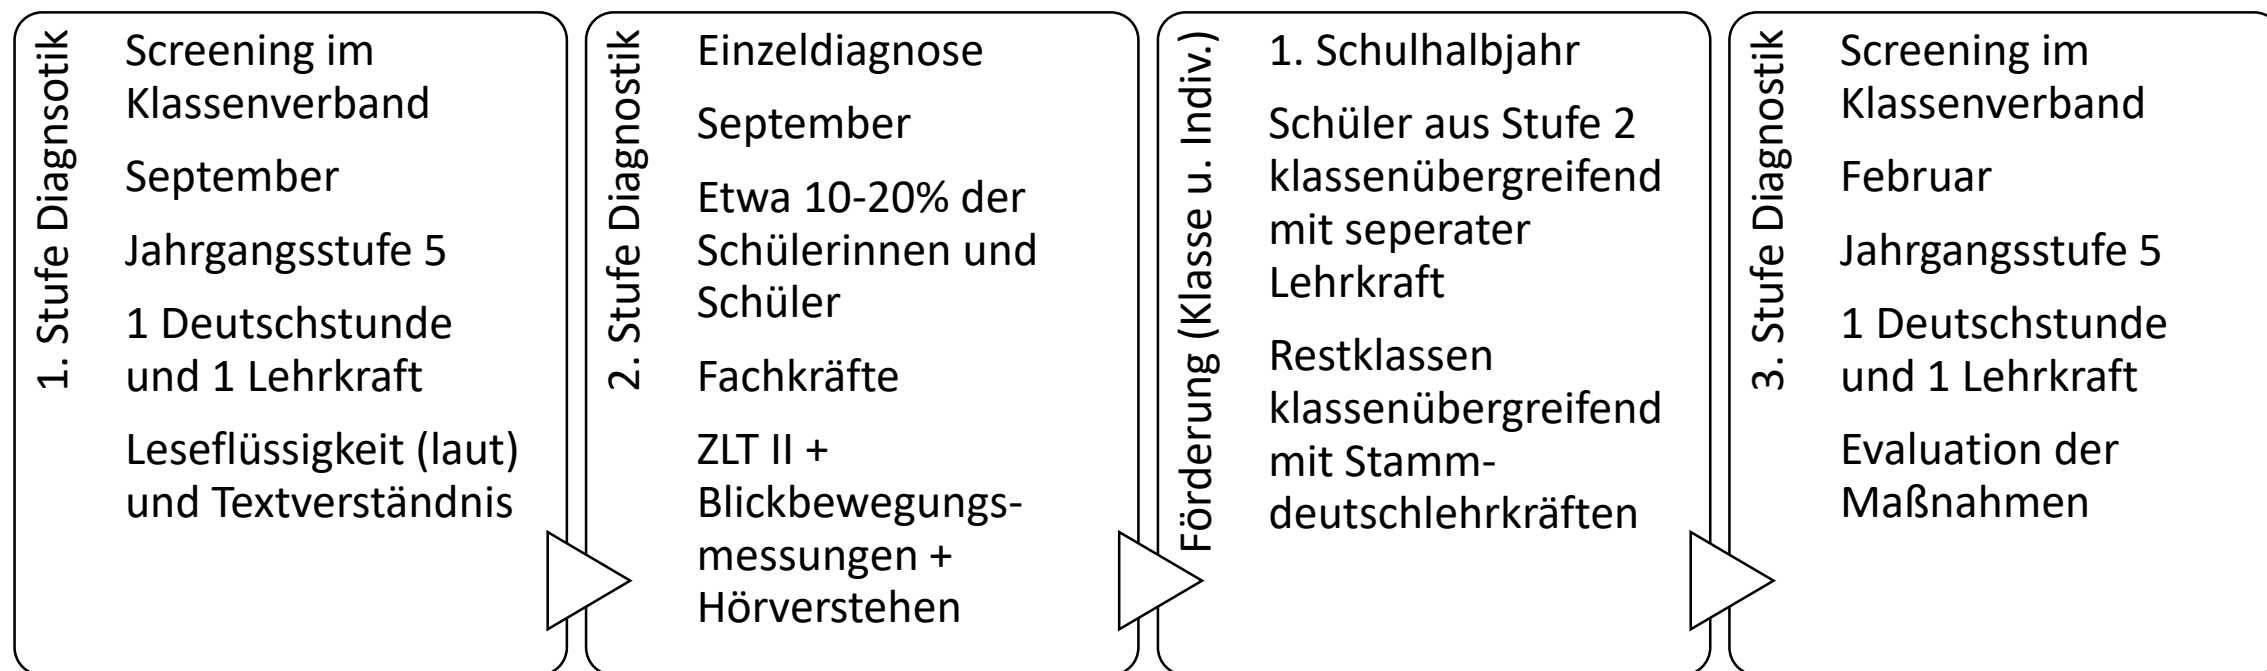 1. Stufe Diagnsotik
Screening im
Klassenverband
September
Jahrgangsstufe 5
1 Deutschstunde
und 1 Lehrkraft
Leseflüssigkeit (laut)
und Textverständnis
2. Stufe Diagnostik
Einzeldiagnose
September
Etwa 10-20% der
Schülerinnen und
Schüler
Fachkräfte
ZLT II +
Blickbewegungs-
messungen +
Hörverstehen
Förderung (Klasse u. Indiv.)
1. Schulhalbjahr
Schüler aus Stufe 2
klassenübergreifend
mit seperater
Lehrkraft
Restklassen
klassenübergreifend
mit Stamm-
deutschlehrkräften
3. Stufe Diagnostik
Screening im
Klassenverband
Februar
Jahrgangsstufe 5
1 Deutschstunde
und 1 Lehrkraft
Evaluation der
Maßnahmen